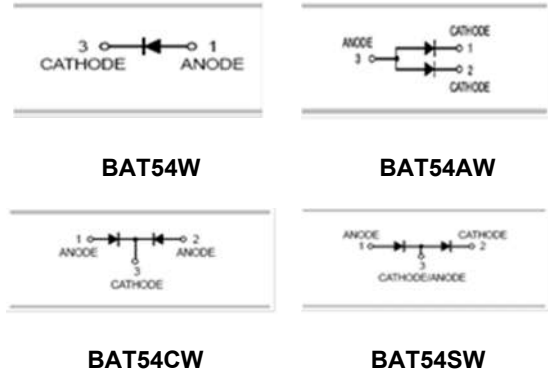 3 1
CATHODE ANODE
BAT54W
CATHODE
ANODE 1
3
2
CATHODE
BAT54AW
1 2
ANODE ANODE
3
CATHODE
BAT54CW
ANODE CATHODE
1 2
3
CATHODE/ANODE
BAT54SW